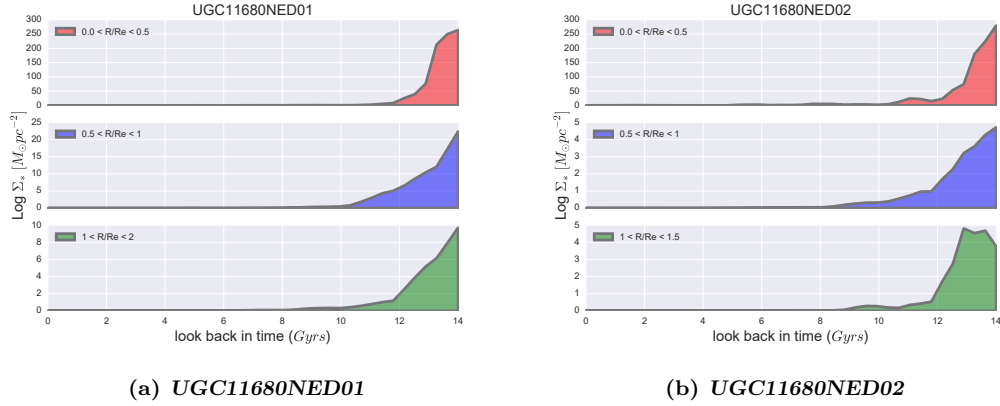 UGC11680NED01
300
250
200
150
100
50
0
0.0 < R/Re < 0.5
25
20
15
10
5
0
0.5 < R/Re < 1
10
8
6
4
2
0
1 < R/Re < 2
Log Σ* [M⊙pc⁻²]
0 2 4 6 8 10 12 14
look back in time (Gyrs)
(a) UGC11680NED01
UGC11680NED02
300
250
200
150
100
50
0
0.0 < R/Re < 0.5
5
4
3
2
1
0
0.5 < R/Re < 1
5
4
3
2
1
0
1 < R/Re < 1.5
Log Σ* [M⊙pc⁻²]
0 2 4 6 8 10 12 14
look back in time (Gyrs)
(b) UGC11680NED02